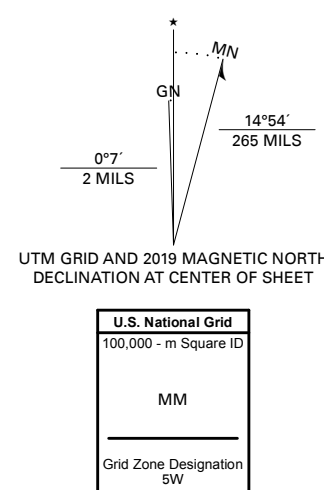 ★
MN
GN
14°54´
265 MILS
0°7´
2 MILS
UTM GRID AND 2019 MAGNETIC NORTH
DECLINATION AT CENTER OF SHEET
U.S. National Grid
100,000 - m Square ID
MM
Grid Zone Designation
5W